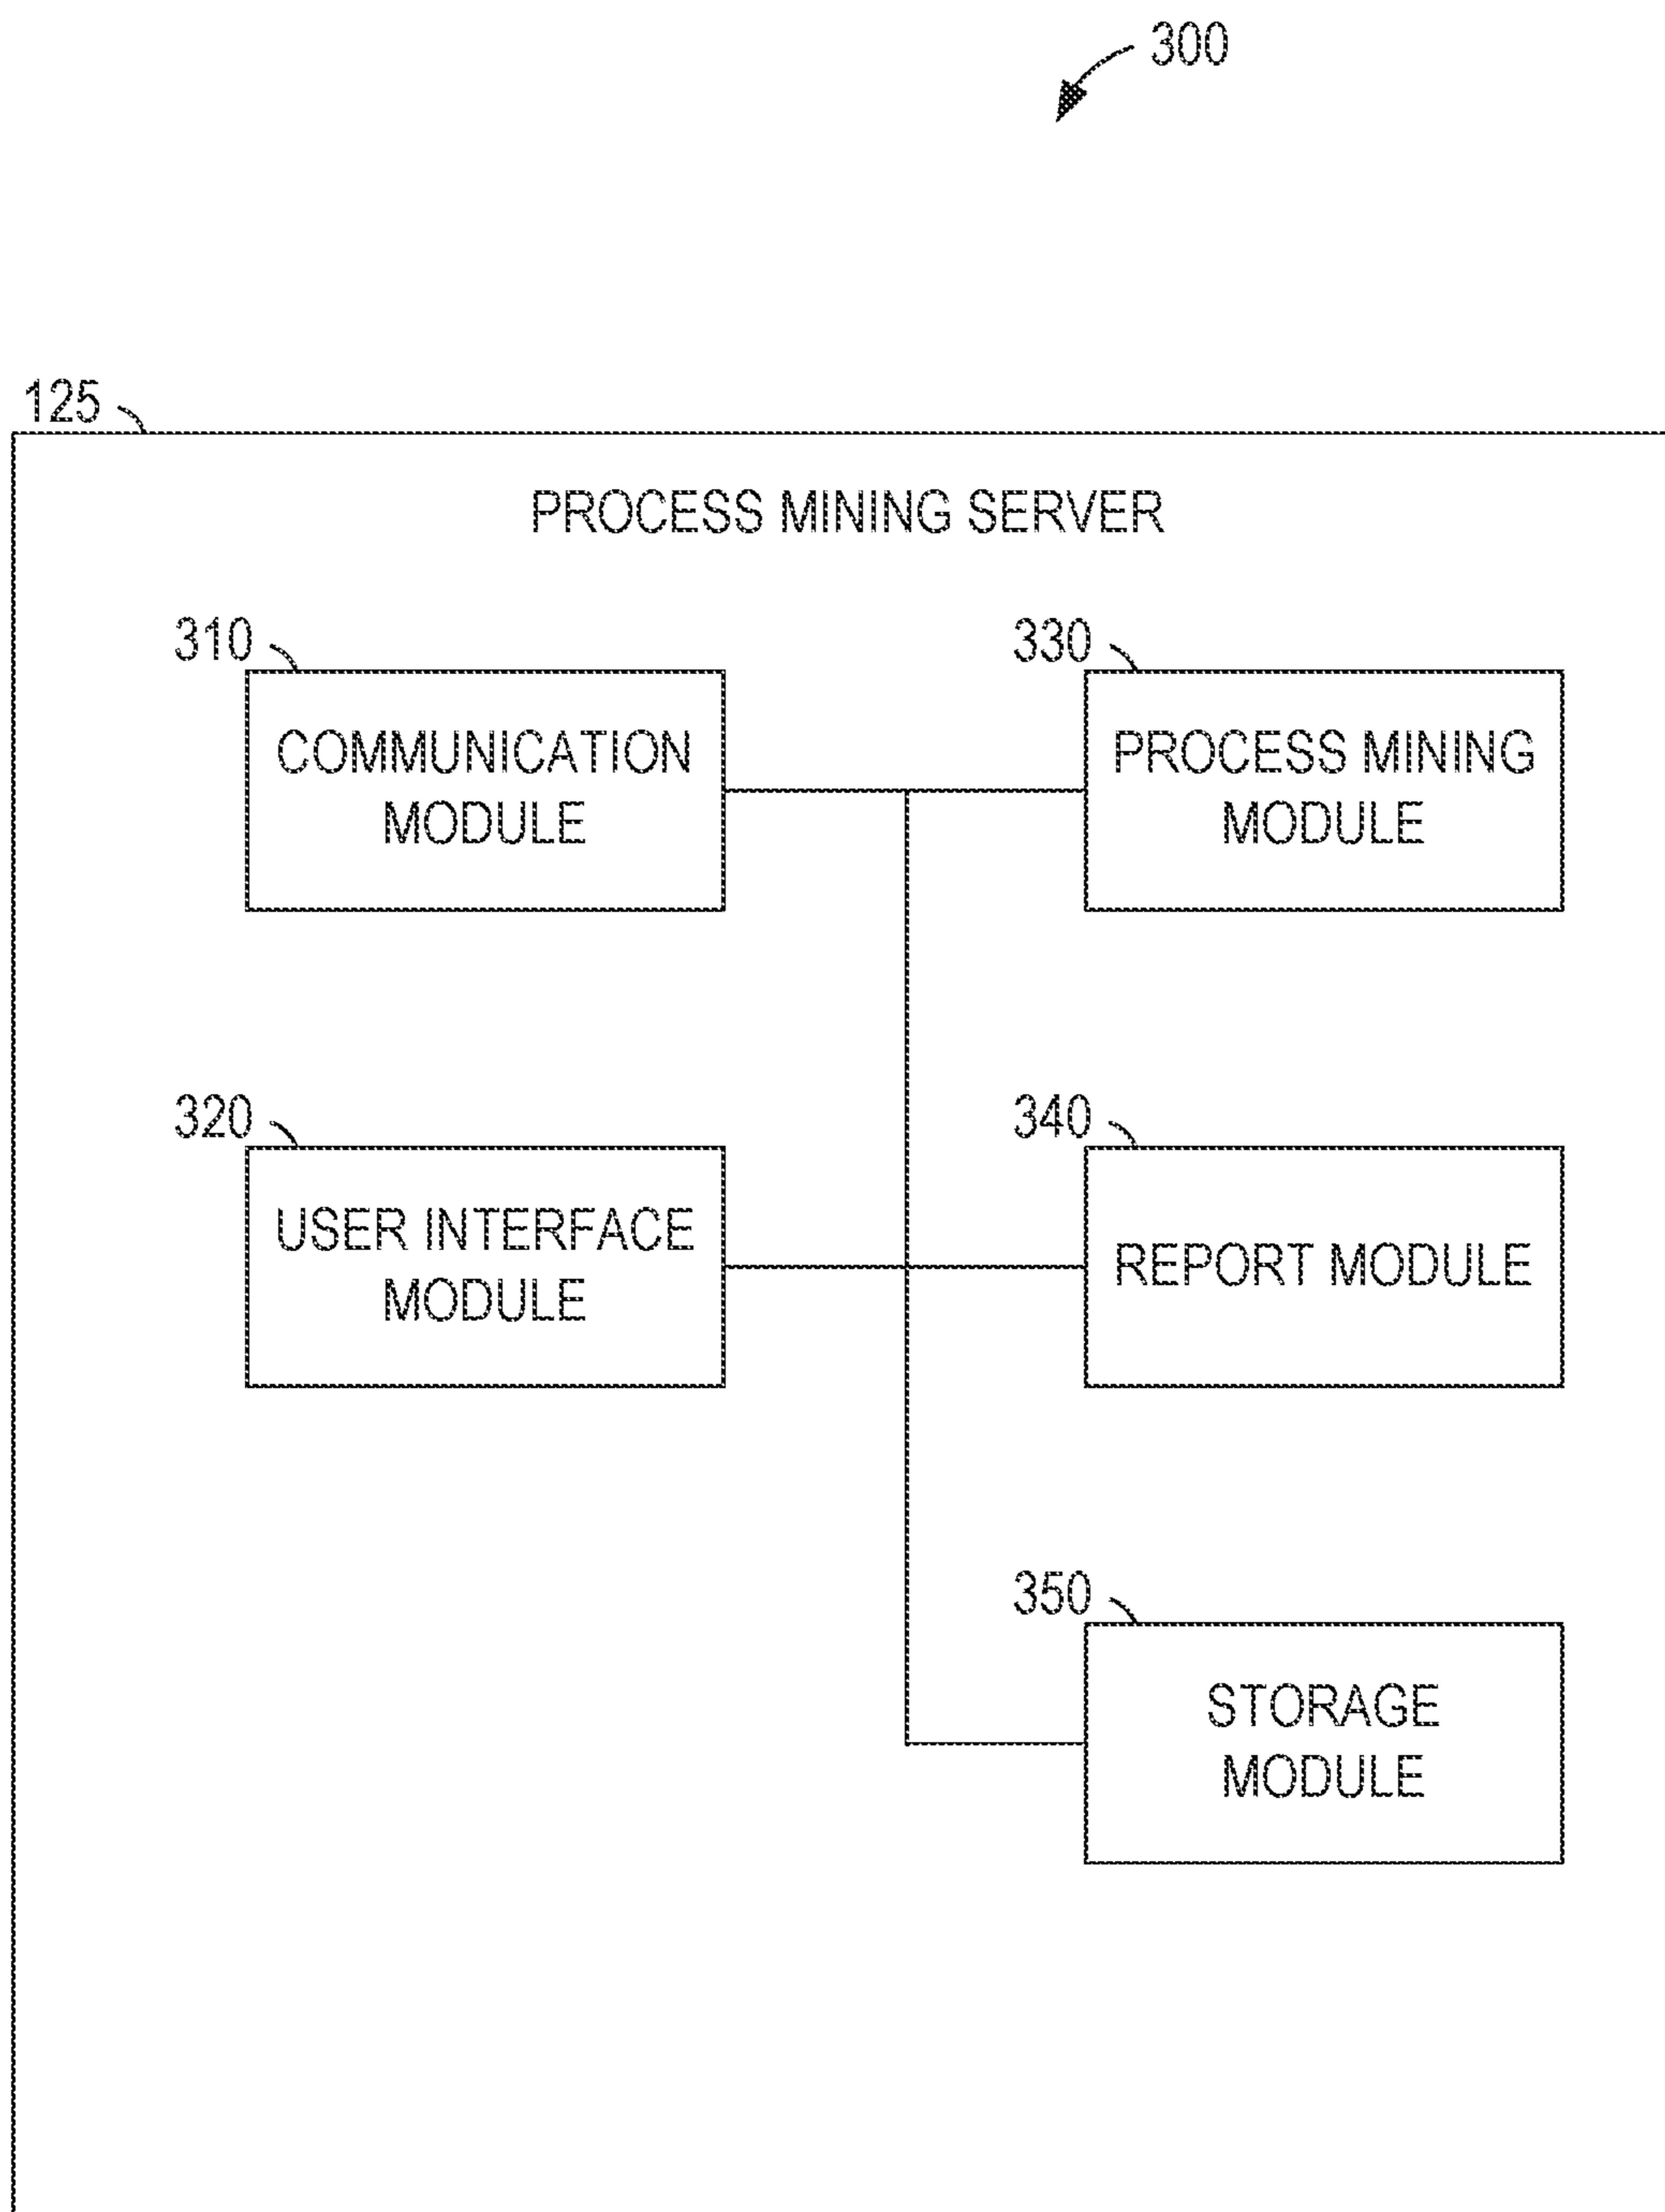 300
125
PROCESS MINING SERVER
310
COMMUNICATION
MODULE
330
PROCESS MINING
MODULE
320
USER INTERFACE
MODULE
340
REPORT MODULE
350
STORAGE
MODULE